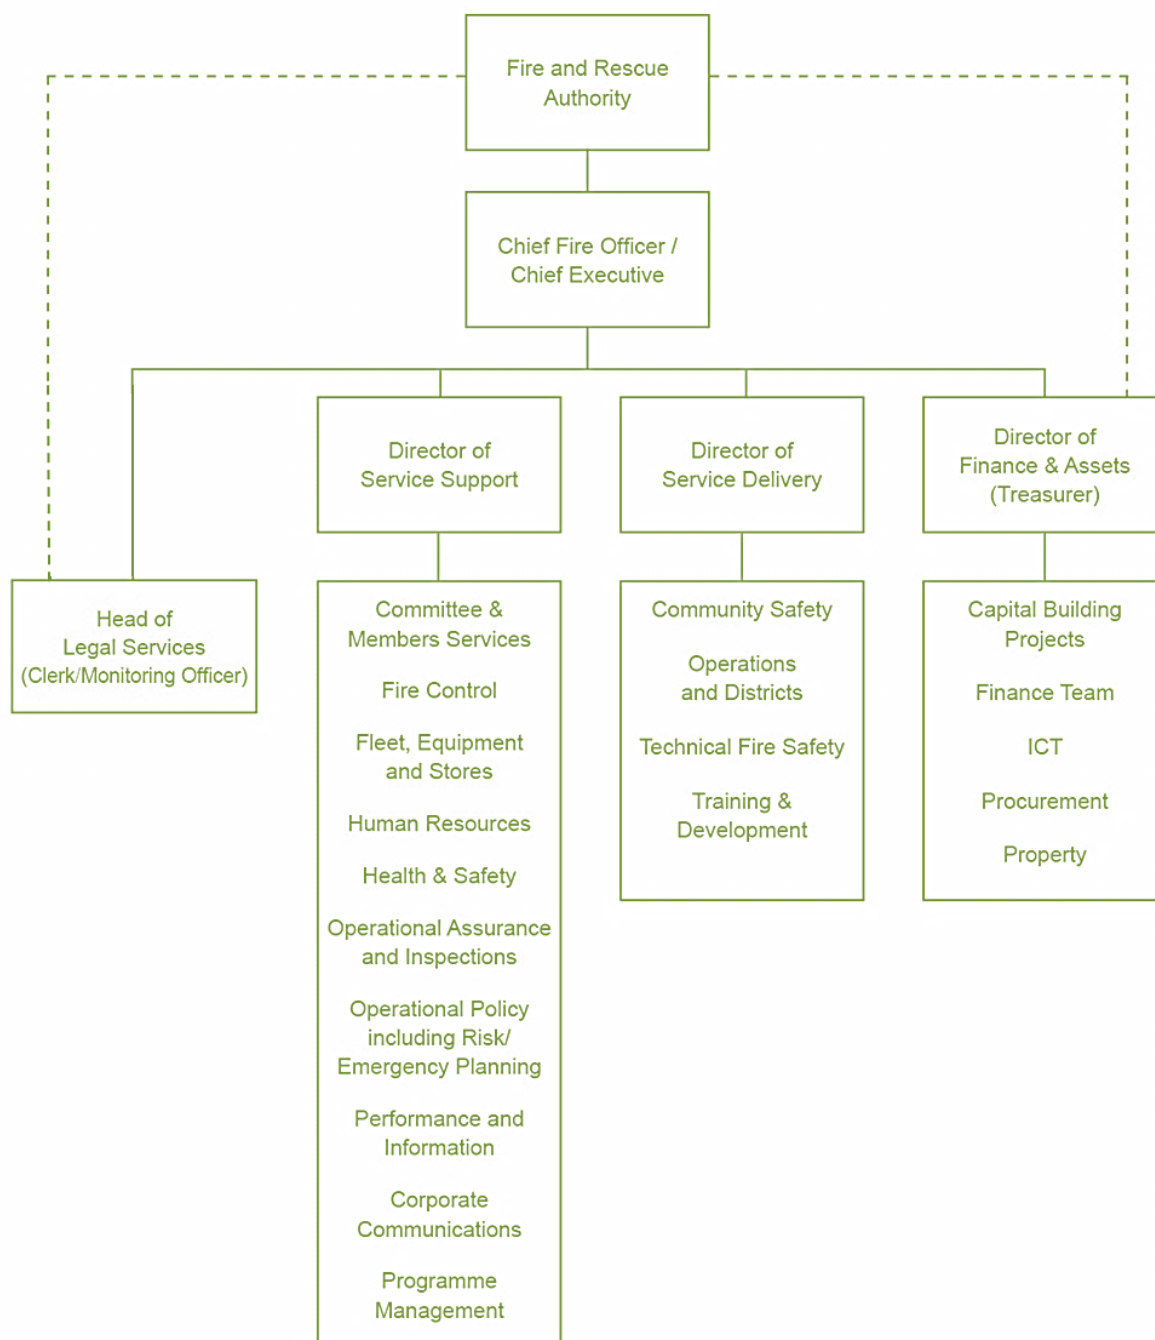 Fire and Rescue
Authority
Chief Fire Officer /
Chief Executive
Director of
Service Support
Director of
Service Delivery
Director of
Finance & Assets
(Treasurer)
Head of
Legal Services
(Clerk/Monitoring Officer)
Committee &
Members Services
Fire Control
Fleet, Equipment
and Stores
Human Resources
Health & Safety
Operational Assurance
and Inspections
Operational Policy
including Risk/
Emergency Planning
Performance and
Information
Corporate
Communications
Programme
Management
Community Safety
Operations
and Districts
Technical Fire Safety
Training &
Development
Capital Building
Projects
Finance Team
ICT
Procurement
Property